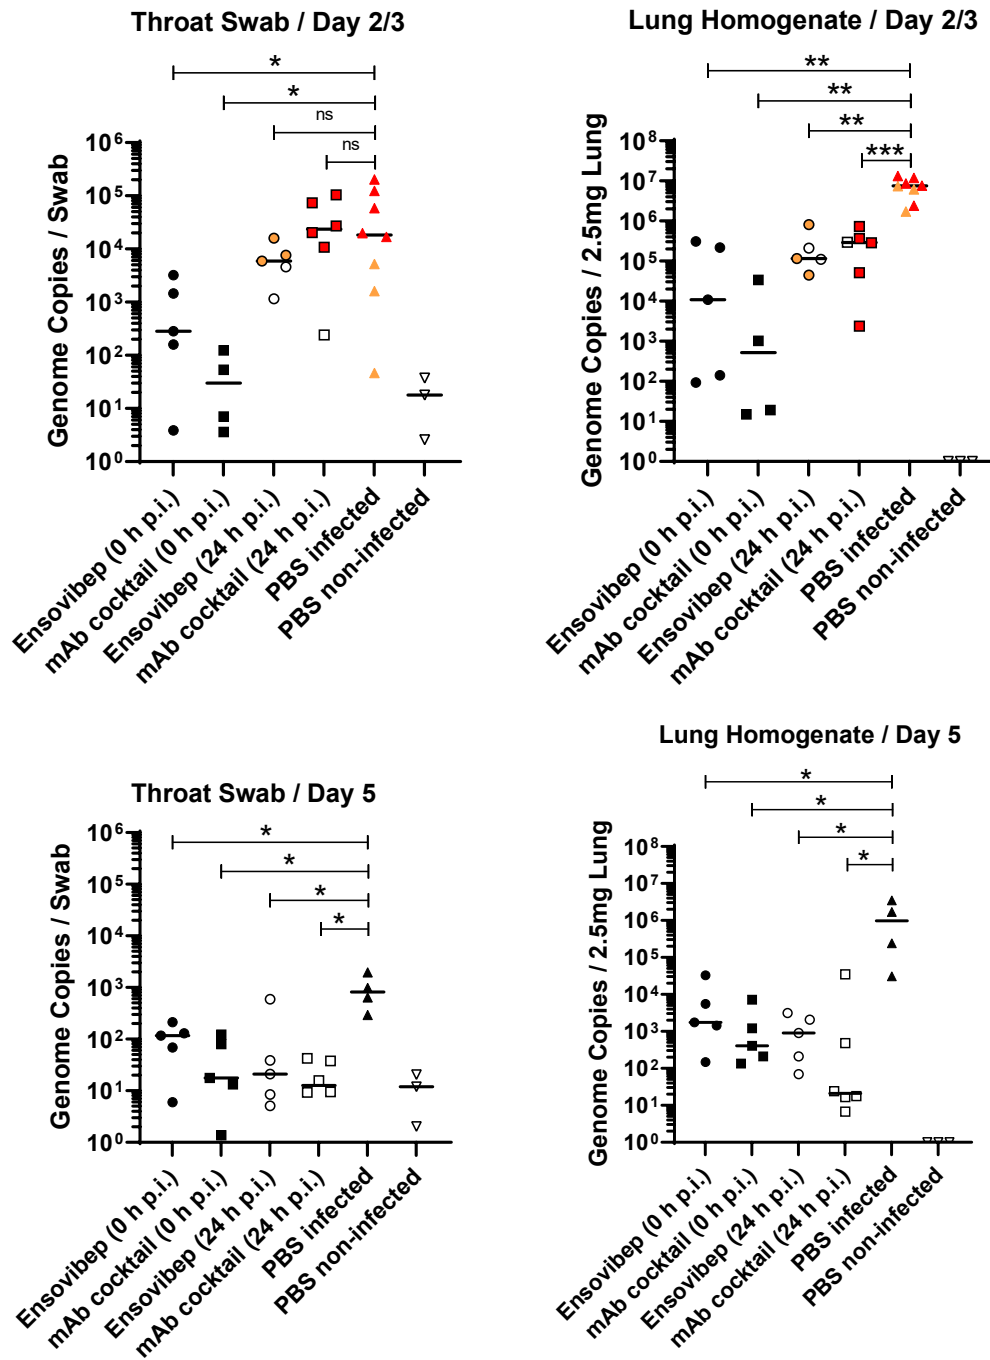 Throat Swab / Day 2/3
*
*
ns
ns
Genome Copies / Swab
10⁶
10⁵
10⁴
10³
10²
10¹
10⁰
Ensovibep (0 h p.i.)
mAb cocktail (0 h p.i.)
Ensovibep (24 h p.i.)
mAb cocktail (24 h p.i.)
PBS infected
PBS non-infected
Lung Homogenate / Day 2/3
**
**
**
***
Genome Copies / 2.5mg Lung
10⁸
10⁷
10⁶
10⁵
10⁴
10³
10²
10¹
10⁰
Ensovibep (0 h p.i.)
mAb cocktail (0 h p.i.)
Ensovibep (24 h p.i.)
mAb cocktail (24 h p.i.)
PBS infected
PBS non-infected
Throat Swab / Day 5
*
*
*
*
Genome Copies / Swab
10⁶
10⁵
10⁴
10³
10²
10¹
10⁰
Ensovibep (0 h p.i.)
mAb cocktail (0 h p.i.)
Ensovibep (24 h p.i.)
mAb cocktail (24 h p.i.)
PBS infected
PBS non-infected
Lung Homogenate / Day 5
*
*
*
*
Genome Copies / 2.5mg Lung
10⁸
10⁷
10⁶
10⁵
10⁴
10³
10²
10¹
10⁰
Ensovibep (0 h p.i.)
mAb cocktail (0 h p.i.)
Ensovibep (24 h p.i.)
mAb cocktail (24 h p.i.)
PBS infected
PBS non-infected